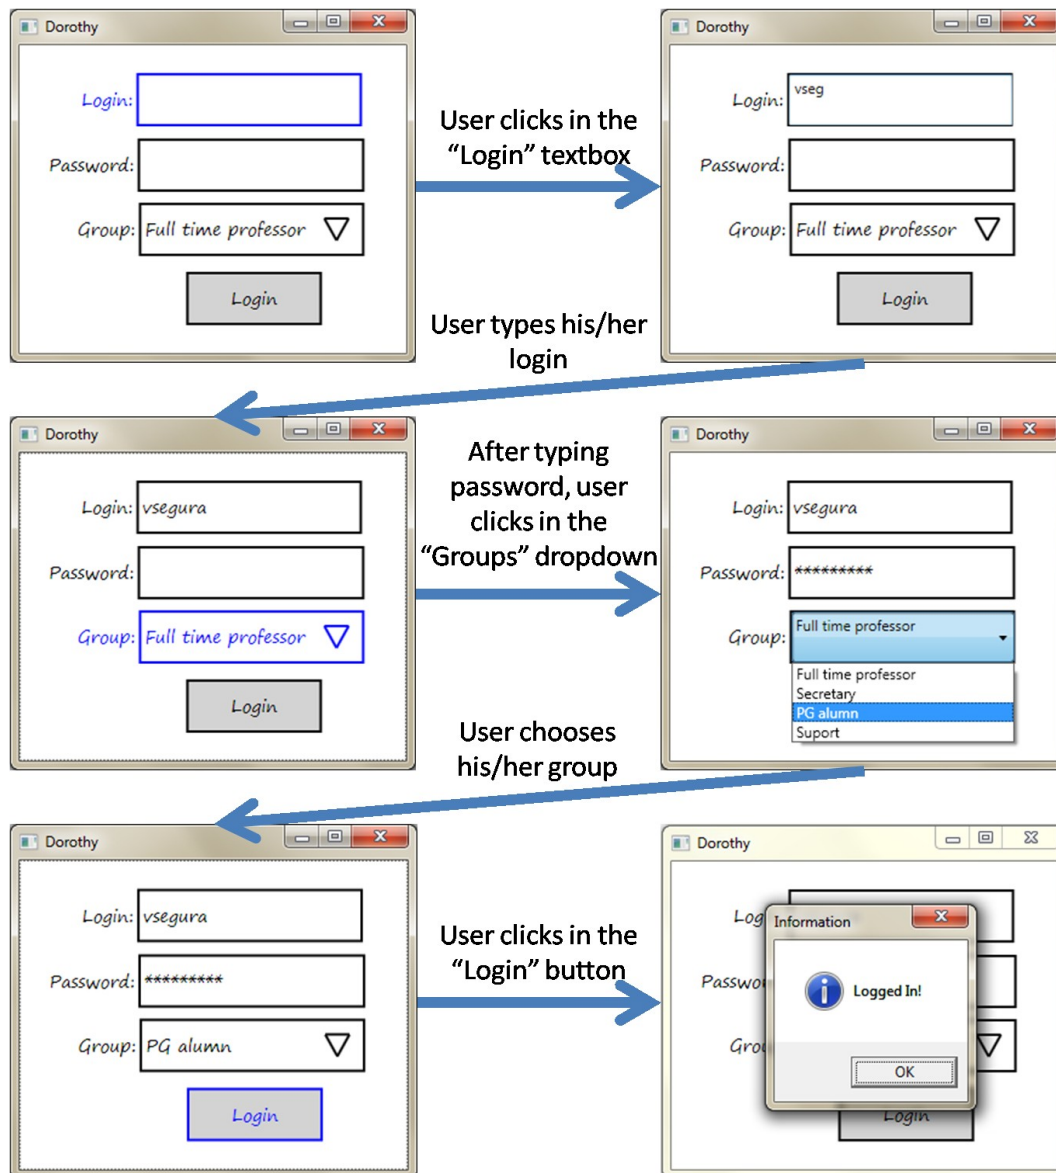 Dorothy
Login:
Password:
Group: Full time professor
Login
User clicks in the
“Login” textbox
Dorothy
Login: vseg
Password:
Group: Full time professor
Login
User types his/her
login
Dorothy
Login: vsegura
Password:
Group: Full time professor
Login
After typing
password, user
clicks in the
“Groups” dropdown
Dorothy
Login: vsegura
Password: *********
Group: Full time professor
Full time professor
Secretary
PG alumn
Suport
User chooses
his/her group
Dorothy
Login: vsegura
Password: *********
Group: PG alumn
Login
User clicks in the
“Login” button
Dorothy
Log
Passwo
Grou
Information
Logged In!
OK
Login